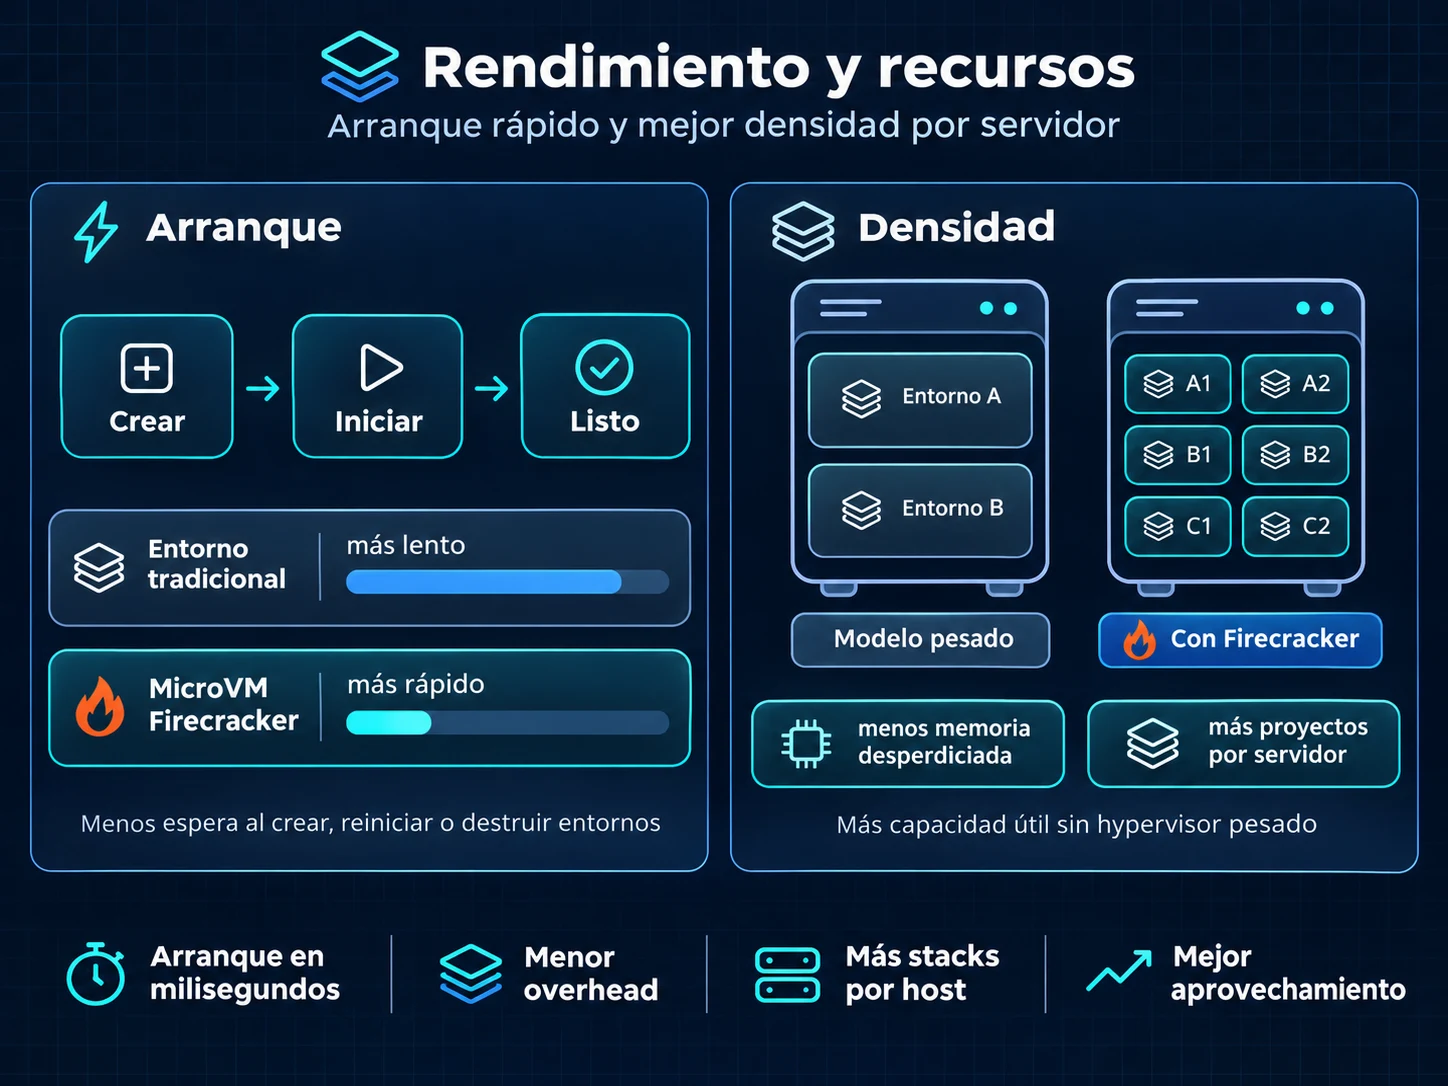 Rendimiento y recursos
Arranque rápido y mejor densidad por servidor
Arranque
Crear
Iniciar
Listo
Entorno
tradicional
más lento
MicroVM
Firecracker
más rápido
Menos espera al crear, reiniciar o destruir entornos
Densidad
Entorno A
Entorno B
Modelo pesado
A1
A2
B1
B2
C1
C2
Con Firecracker
menos memoria
desperdiciada
más proyectos
por servidor
Más capacidad útil sin hypervisor pesado
Arranque en
milisegundos
Menor
overhead
Más stacks
por host
Mejor
aprovechamiento